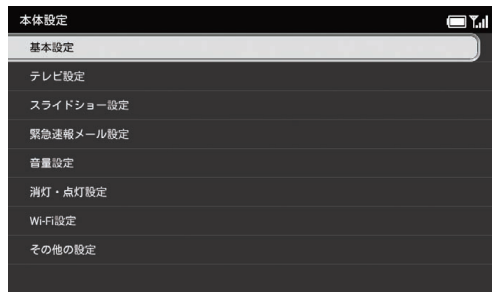 本体設定
基本設定
テレビ設定
スライドショー設定
緊急速報メール設定
音量設定
消灯・点灯設定
Wi-Fi設定
その他の設定